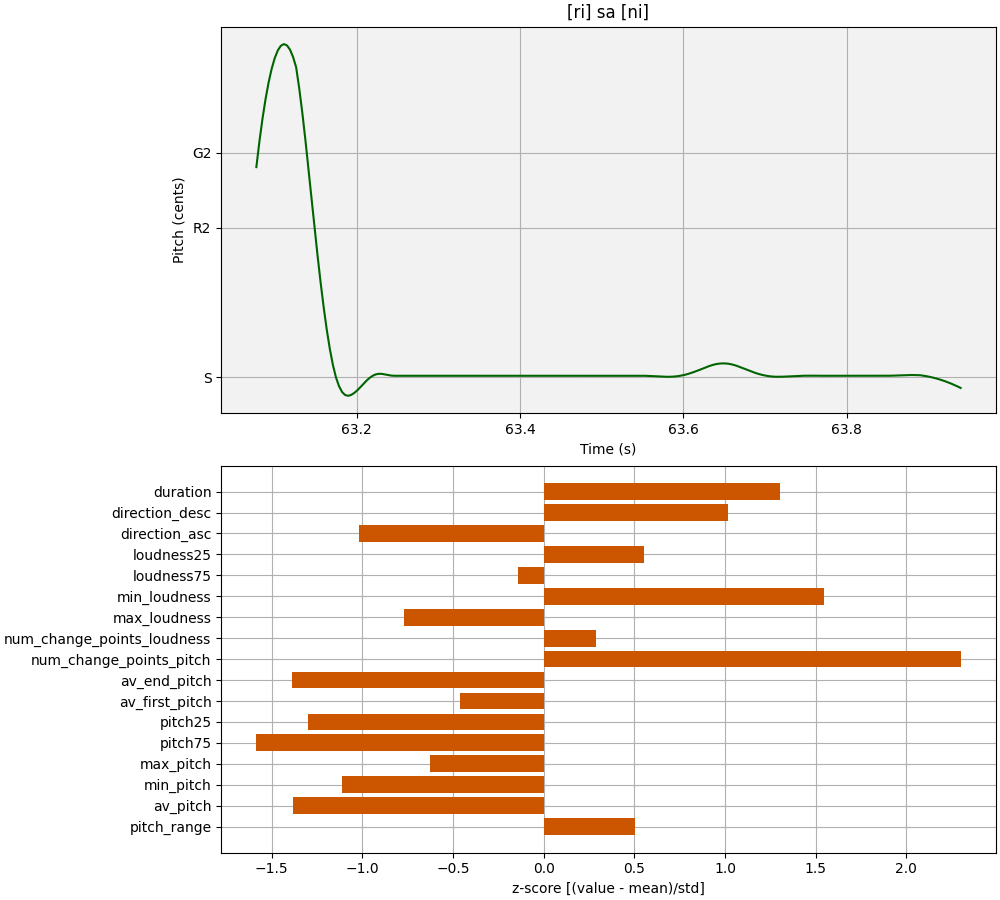 [ri] sa [ni]
G2
R2
S
Pitch (cents)
63.2 63.4 63.6 63.8
Time (s)
duration
direction_desc
direction_asc
loudness25
loudness75
min_loudness
max_loudness
num_change_points_loudness
num_change_points_pitch
av_end_pitch
av_first_pitch
pitch25
pitch75
max_pitch
min_pitch
av_pitch
pitch_range
−1.5 −1.0 −0.5 0.0 0.5 1.0 1.5 2.0
z-score [(value - mean)/std]